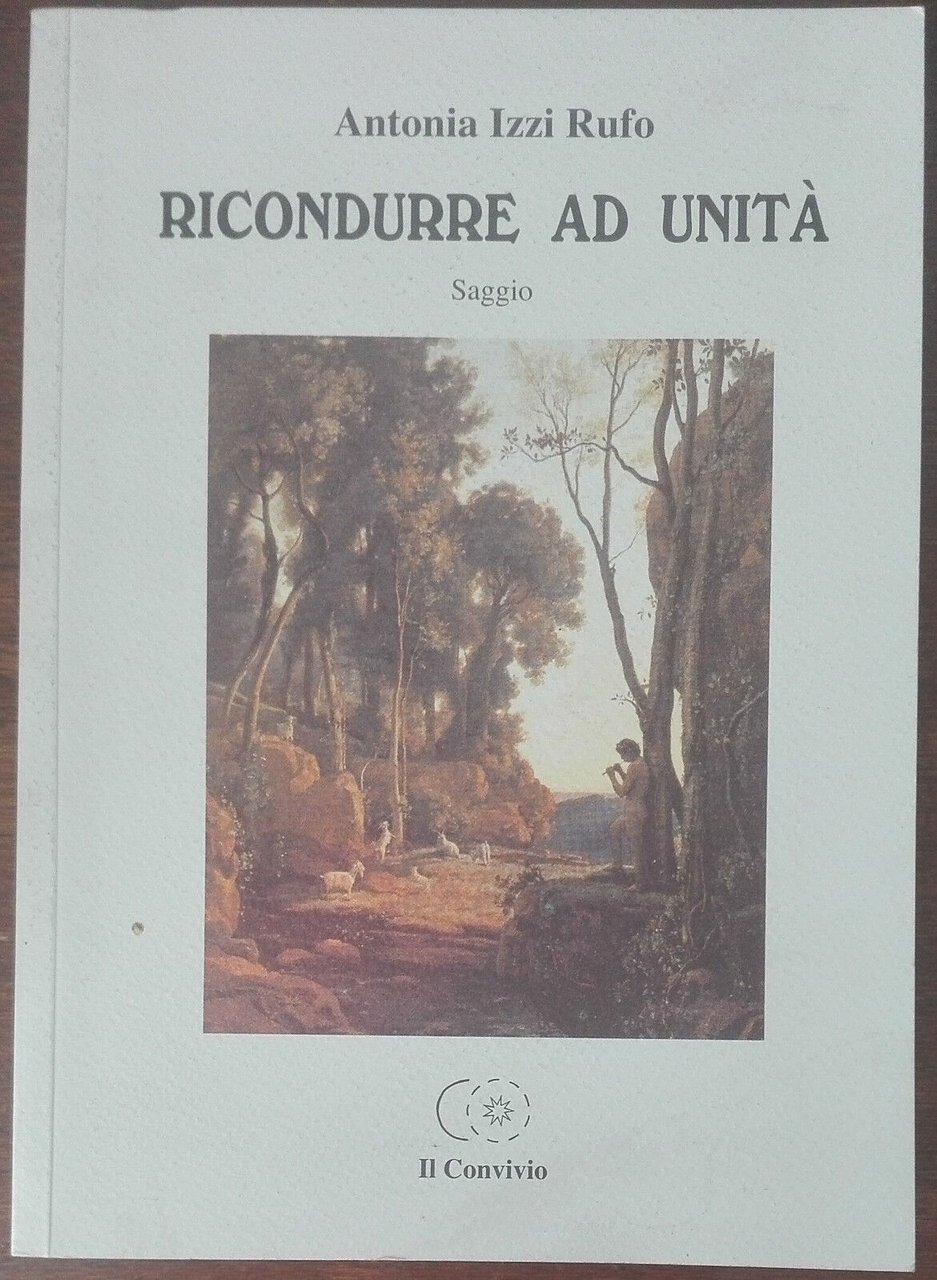 Antonia Izzi Rufo
RICONDURRE AD UNITÀ
Saggio
Il Convivio